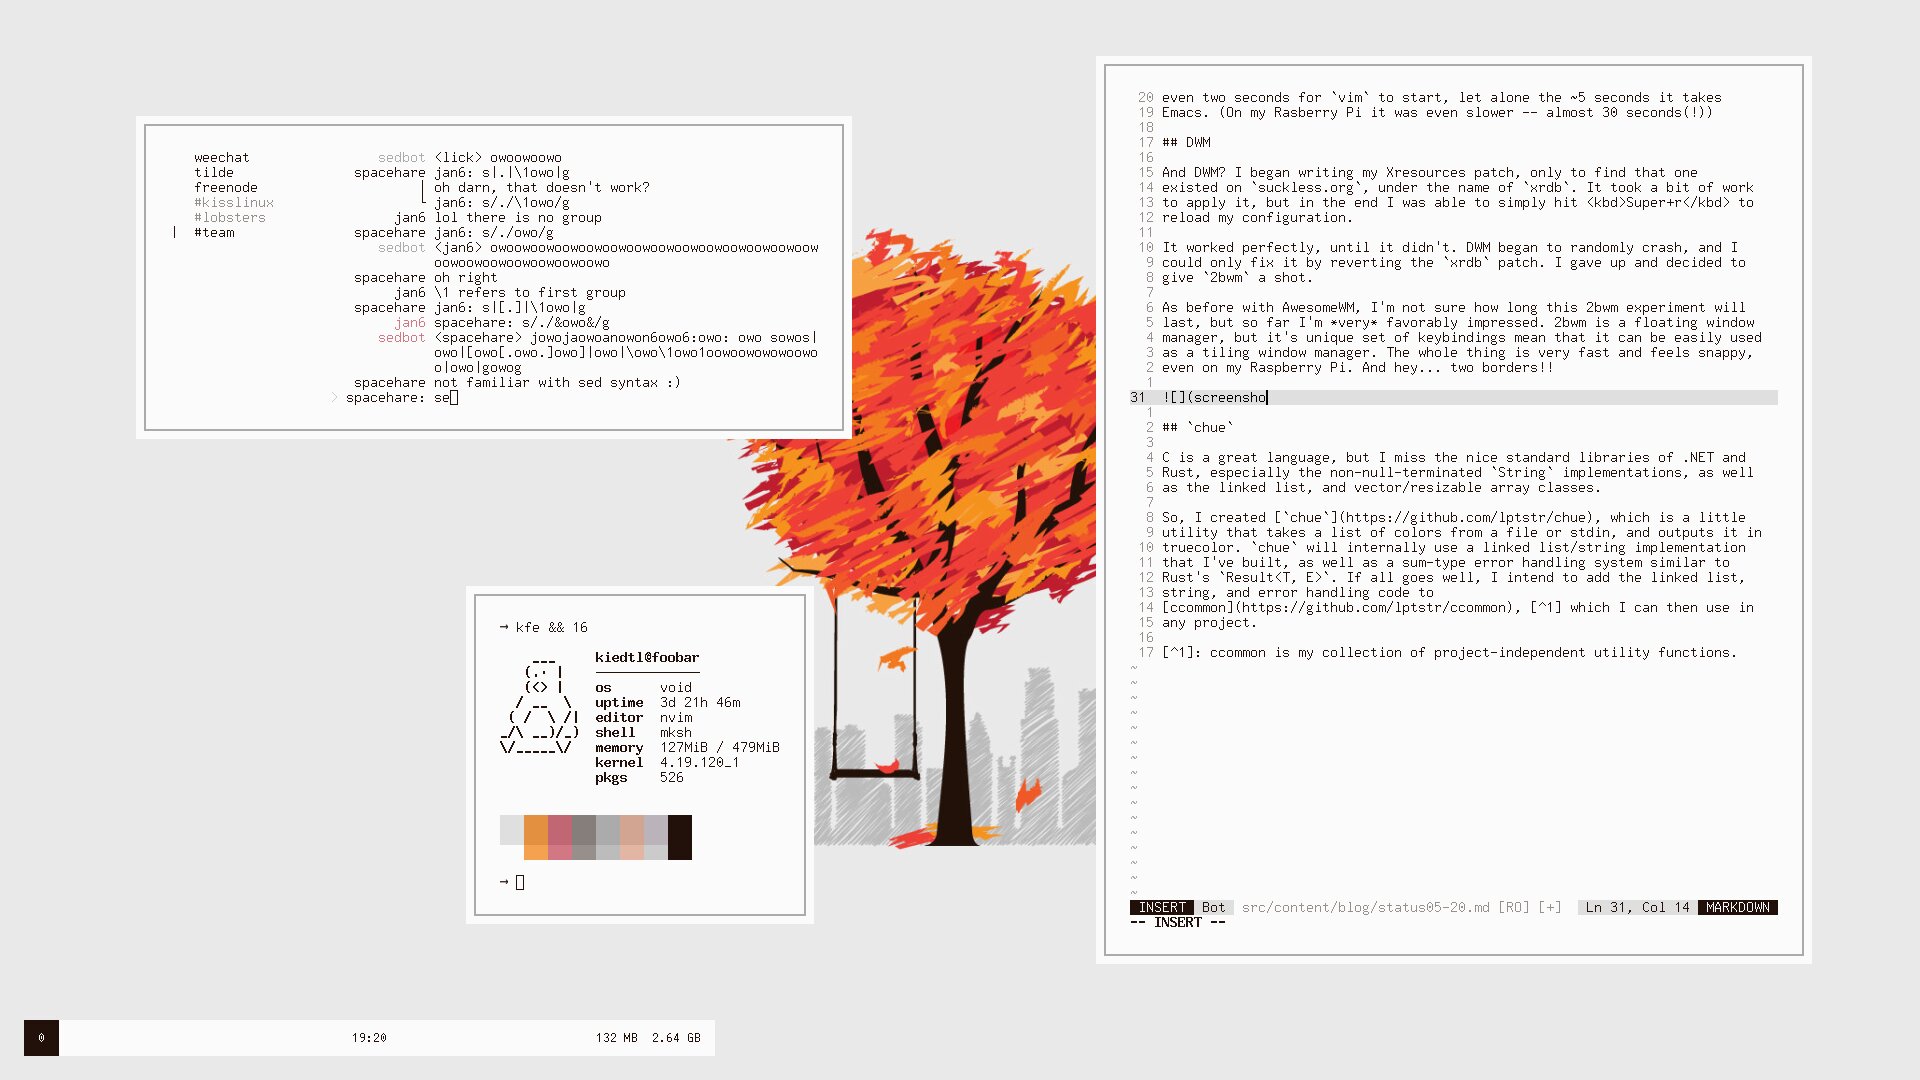 weechat
tilde
freenode
#kisslinux
#lobsters
| #team
sedbot <lick> owoowoowo
spacehare jan6: s|.|\1owo|g
oh darn, that doesn't work?
jan6: s/./\1owo/g
jan6 lol there is no group
spacehare jan6: s/./owo/g
sedbot <jan6> owoowoowoowoowoowoowoowoowoowoowoowoowoow
oowoowoowoowoowoowoowo
spacehare oh right
jan6 \1 refers to first group
spacehare jan6: s|[.]|\1owo|g
jan6 spacehare: s/./&owo&/g
sedbot <spacehare> jowojaowoanowon6owo6:owo: owo sowos|
owo|[owo[.owo.]owo]|owo|\owo\1owo1oowoowowowoowo
o|owo|gowog
spacehare not familiar with sed syntax :)
> spacehare: se
→ kfe && 16
kiedtl@foobar
os void
uptime 3d 21h 46m
editor nvim
shell mksh
memory 127MiB / 479MiB
kernel 4.19.120_1
pkgs 526
→
20 even two seconds for `vim` to start, let alone the ~5 seconds it takes
19 Emacs. (On my Rasberry Pi it was even slower -- almost 30 seconds(!))
18
17 ## DWM
16
15 And DWM? I began writing my Xresources patch, only to find that one
14 existed on `suckless.org`, under the name of `xrdb`. It took a bit of work
13 to apply it, but in the end I was able to simply hit <kbd>Super+r</kbd> to
12 reload my configuration.
11
10 It worked perfectly, until it didn't. DWM began to randomly crash, and I
9 could only fix it by reverting the `xrdb` patch. I gave up and decided to
8 give `2bwm` a shot.
7
6 As before with AwesomeWM, I'm not sure how long this 2bwm experiment will
5 last, but so far I'm *very* favorably impressed. 2bwm is a floating window
4 manager, but it's unique set of keybindings mean that it can be easily used
3 as a tiling window manager. The whole thing is very fast and feels snappy,
2 even on my Raspberry Pi. And hey... two borders!!
1
31 ![](screensho
1
2 ## `chue`
3
4 C is a great language, but I miss the nice standard libraries of .NET and
5 Rust, especially the non-null-terminated `String` implementations, as well
6 as the linked list, and vector/resizable array classes.
7
8 So, I created [`chue`](https://github.com/lptstr/chue), which is a little
9 utility that takes a list of colors from a file or stdin, and outputs it in
10 truecolor. `chue` will internally use a linked list/string implementation
11 that I've built, as well as a sum-type error handling system similar to
12 Rust's `Result<T, E>`. If all goes well, I intend to add the linked list,
13 string, and error handling code to
14 [ccommon](https://github.com/lptstr/ccommon), [^1] which I can then use in
15 any project.
16
17 [^1]: ccommon is my collection of project-independent utility functions.
INSERT Bot src/content/blog/status05-20.md [RO] [+] Ln 31, Col 14 MARKDOWN
-- INSERT --
0 19:20 132 MB 2.64 GB